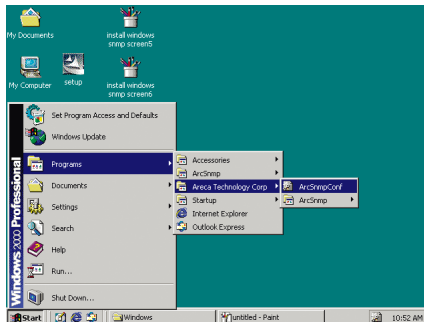 My Documents
install windows
snmp screen5
My Computer
setup
install windows
snmp screen6
Set Program Access and Defaults
Windows Update
Programs
Documents
Settings
Search
Help
Run...
Shut Down...
Windows 2000 Professional
Accessories
ArcSnmp
Areca Technology Corp
Startup
Internet Explorer
Outlook Express
ArcSnmpConf
ArcSnmp
Start
Windows
untitled - Paint
10:52 AM